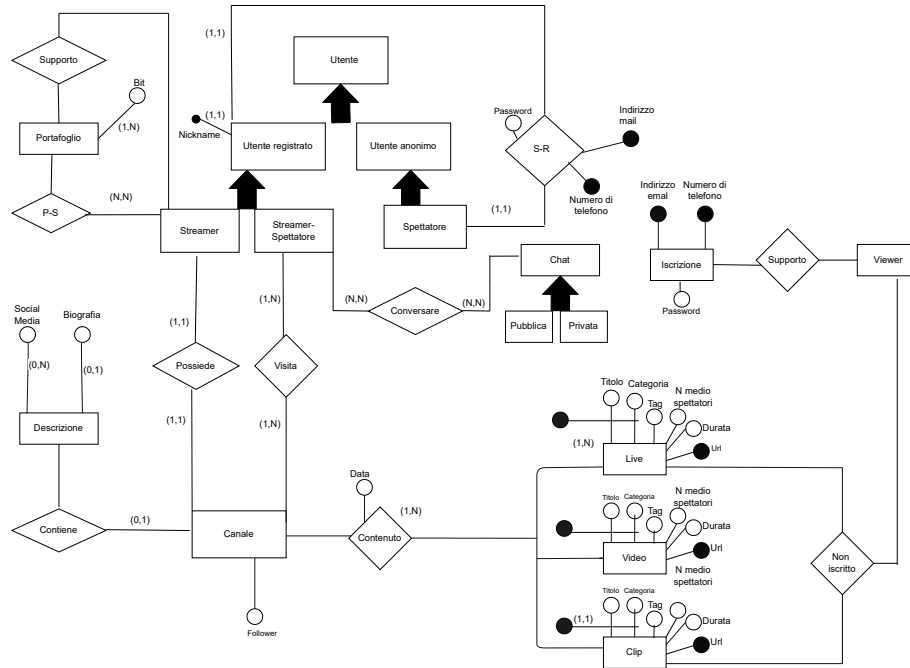 (1,1)
Utente
Supporto
Bit
Indirizzo
mail
Password
(1,1)
Nickname
(1,N)
Portafoglio
Utente registrato
Utente anonimo
S-R
Numero di
telefono
Indirizzo
emal
Numero di
telefono
(N,N)
P-S
(1,1)
Streamer
Streamer-
Spettatore
Spettatore
Chat
Iscrizione
Supporto
Viewer
Password
(1,N)
(N,N)
(N,N)
Conversare
Pubblica
Privata
Social
Media
Biografia
(1,1)
(0,N)
(0,1)
Possiede
Visita
Titolo
Categoria
N medio
spettatori
Tag
Durata
Descrizione
(1,1)
(1,N)
(1,N)
Url
Live
Data
(1,N)
Titolo
Categoria
N medio
spettatori
Tag
Durata
Contiene
(0,1)
Canale
Contenuto
Url
Video
Non
iscritto
N medio
spettatori
Titolo
Categoria
Tag
(1,1)
Durata
Follower
Url
Clip